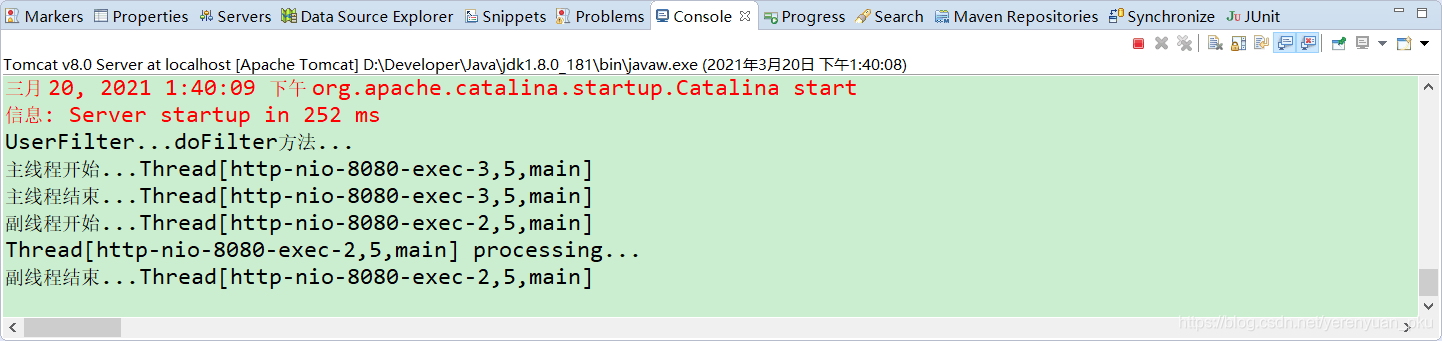 Markers Properties Servers Data Source Explorer Snippets Problems Console Progress Search Maven Repositories Synchronize JUnit
Tomcat v8.0 Server at localhost [Apache Tomcat] D:\Developer\Java\jdk1.8.0_181\bin\javaw.exe (2021年3月20日 下午1:40:08)
三月 20, 2021 1:40:09 下午 org.apache.catalina.startup.Catalina start
信息: Server startup in 252 ms
UserFilter...doFilter方法...
主线程开始...Thread[http-nio-8080-exec-3,5,main]
主线程结束...Thread[http-nio-8080-exec-3,5,main]
副线程开始...Thread[http-nio-8080-exec-2,5,main]
Thread[http-nio-8080-exec-2,5,main] processing...
副线程结束...Thread[http-nio-8080-exec-2,5,main]
https://blog.csdn.net/yerenyuan_pku